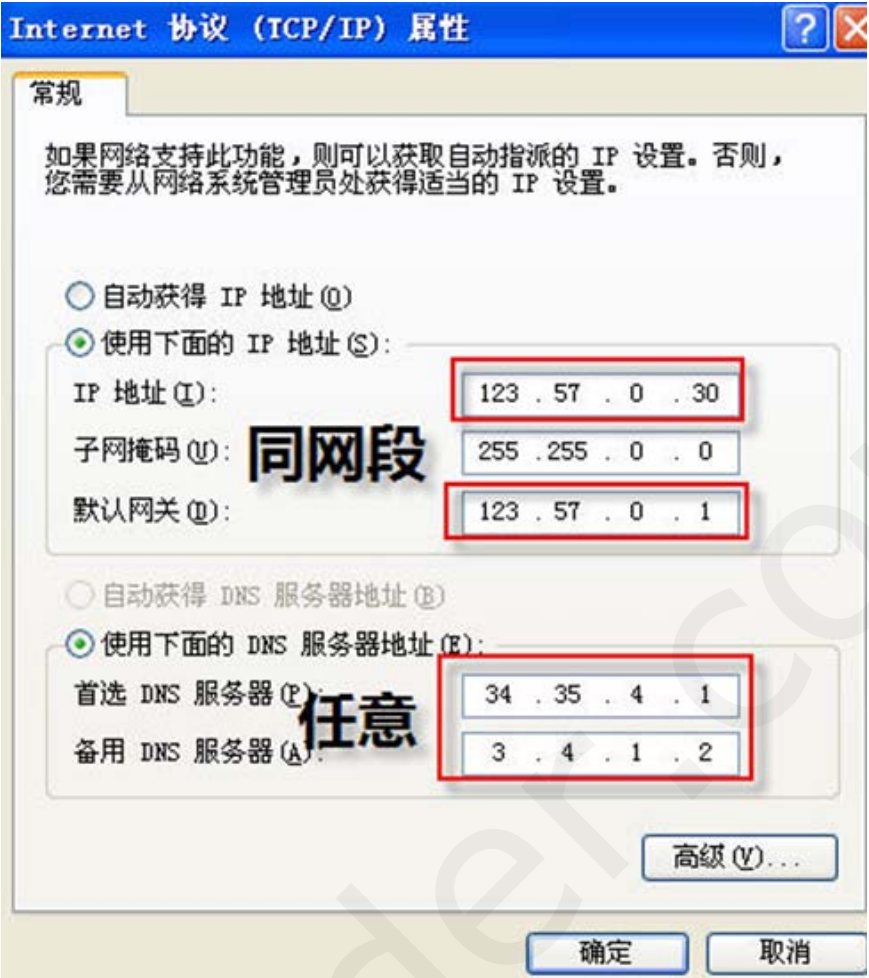 Internet 协议 (TCP/IP) 属性
常规
如果网络支持此功能，则可以获取自动指派的 IP 设置。否则，
您需要从网络系统管理员处获得适当的 IP 设置。
自动获得 IP 地址(O)
使用下面的 IP 地址(S):
IP 地址(I): 123 . 57 . 0 . 30
子网掩码(U): 255 .255 . 0 . 0
同网段
默认网关(D): 123 . 57 . 0 . 1
自动获得 DNS 服务器地址(B)
使用下面的 DNS 服务器地址(E):
首选 DNS 服务器(P): 34 . 35 . 4 . 1
任意
备用 DNS 服务器(A): 3 . 4 . 1 . 2
高级(V)...
确定 取消